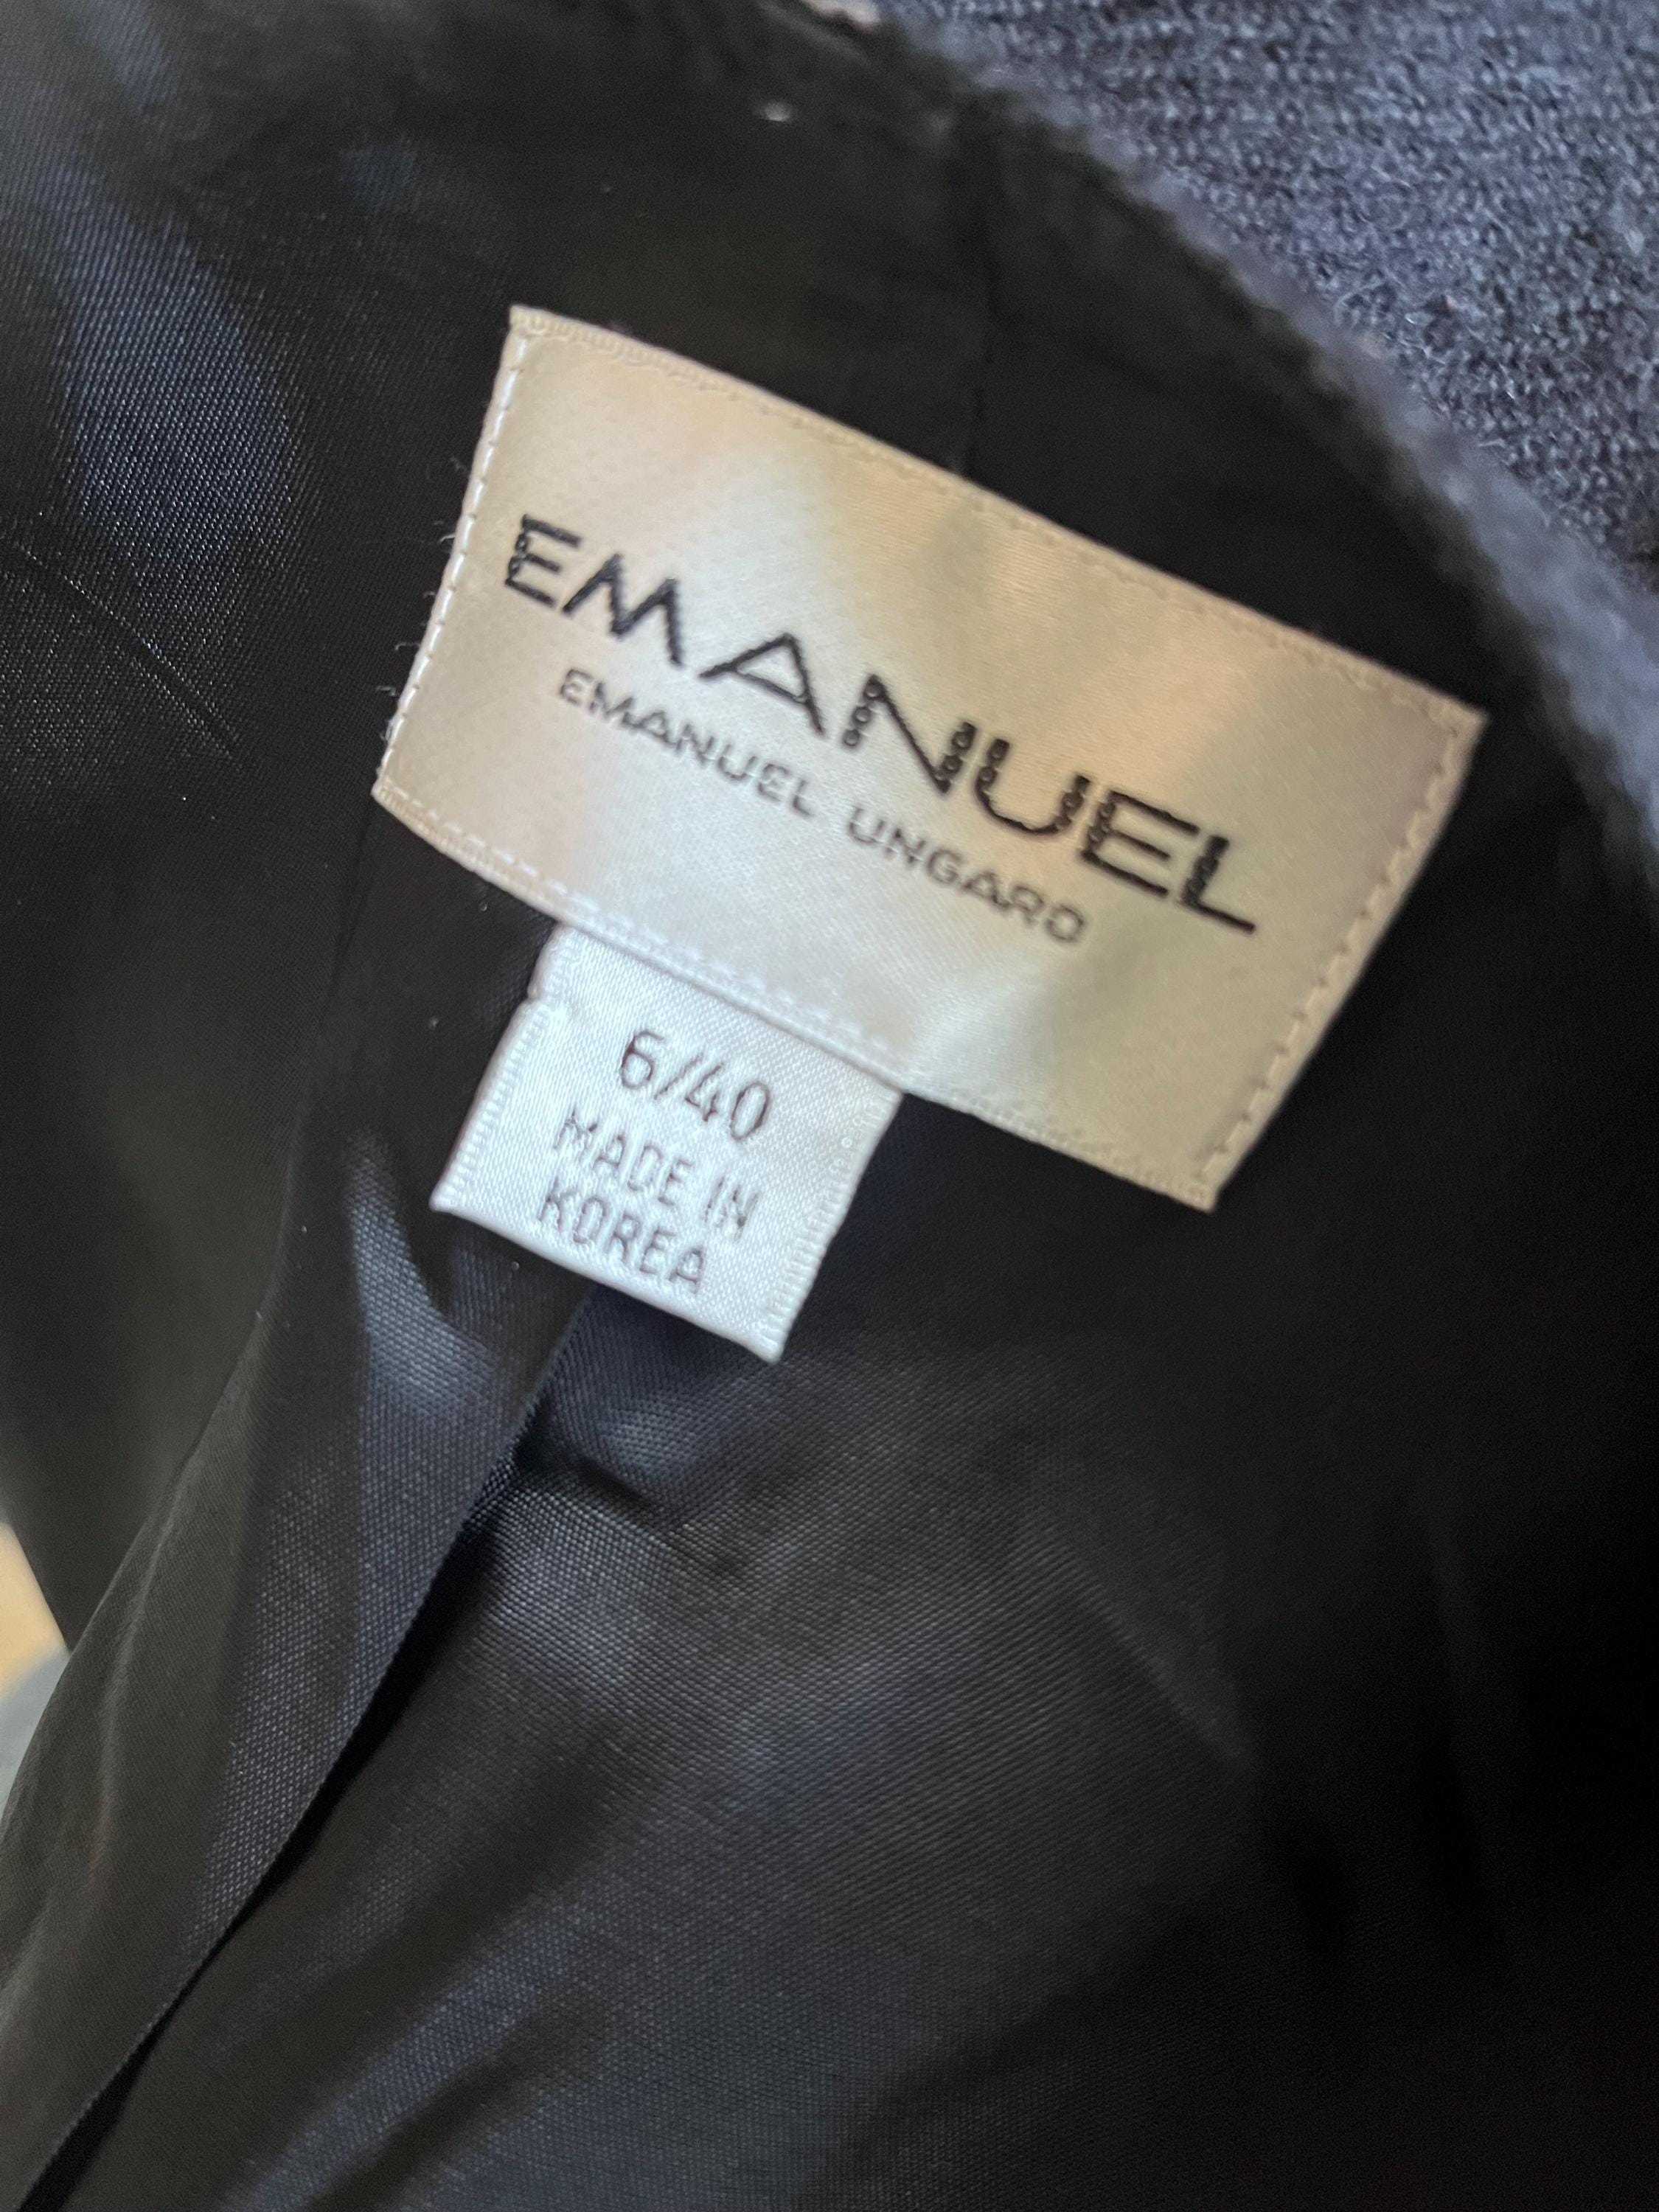 EMANUEL
EMANUEL UNGARO
6/40
MADE IN
KOREA